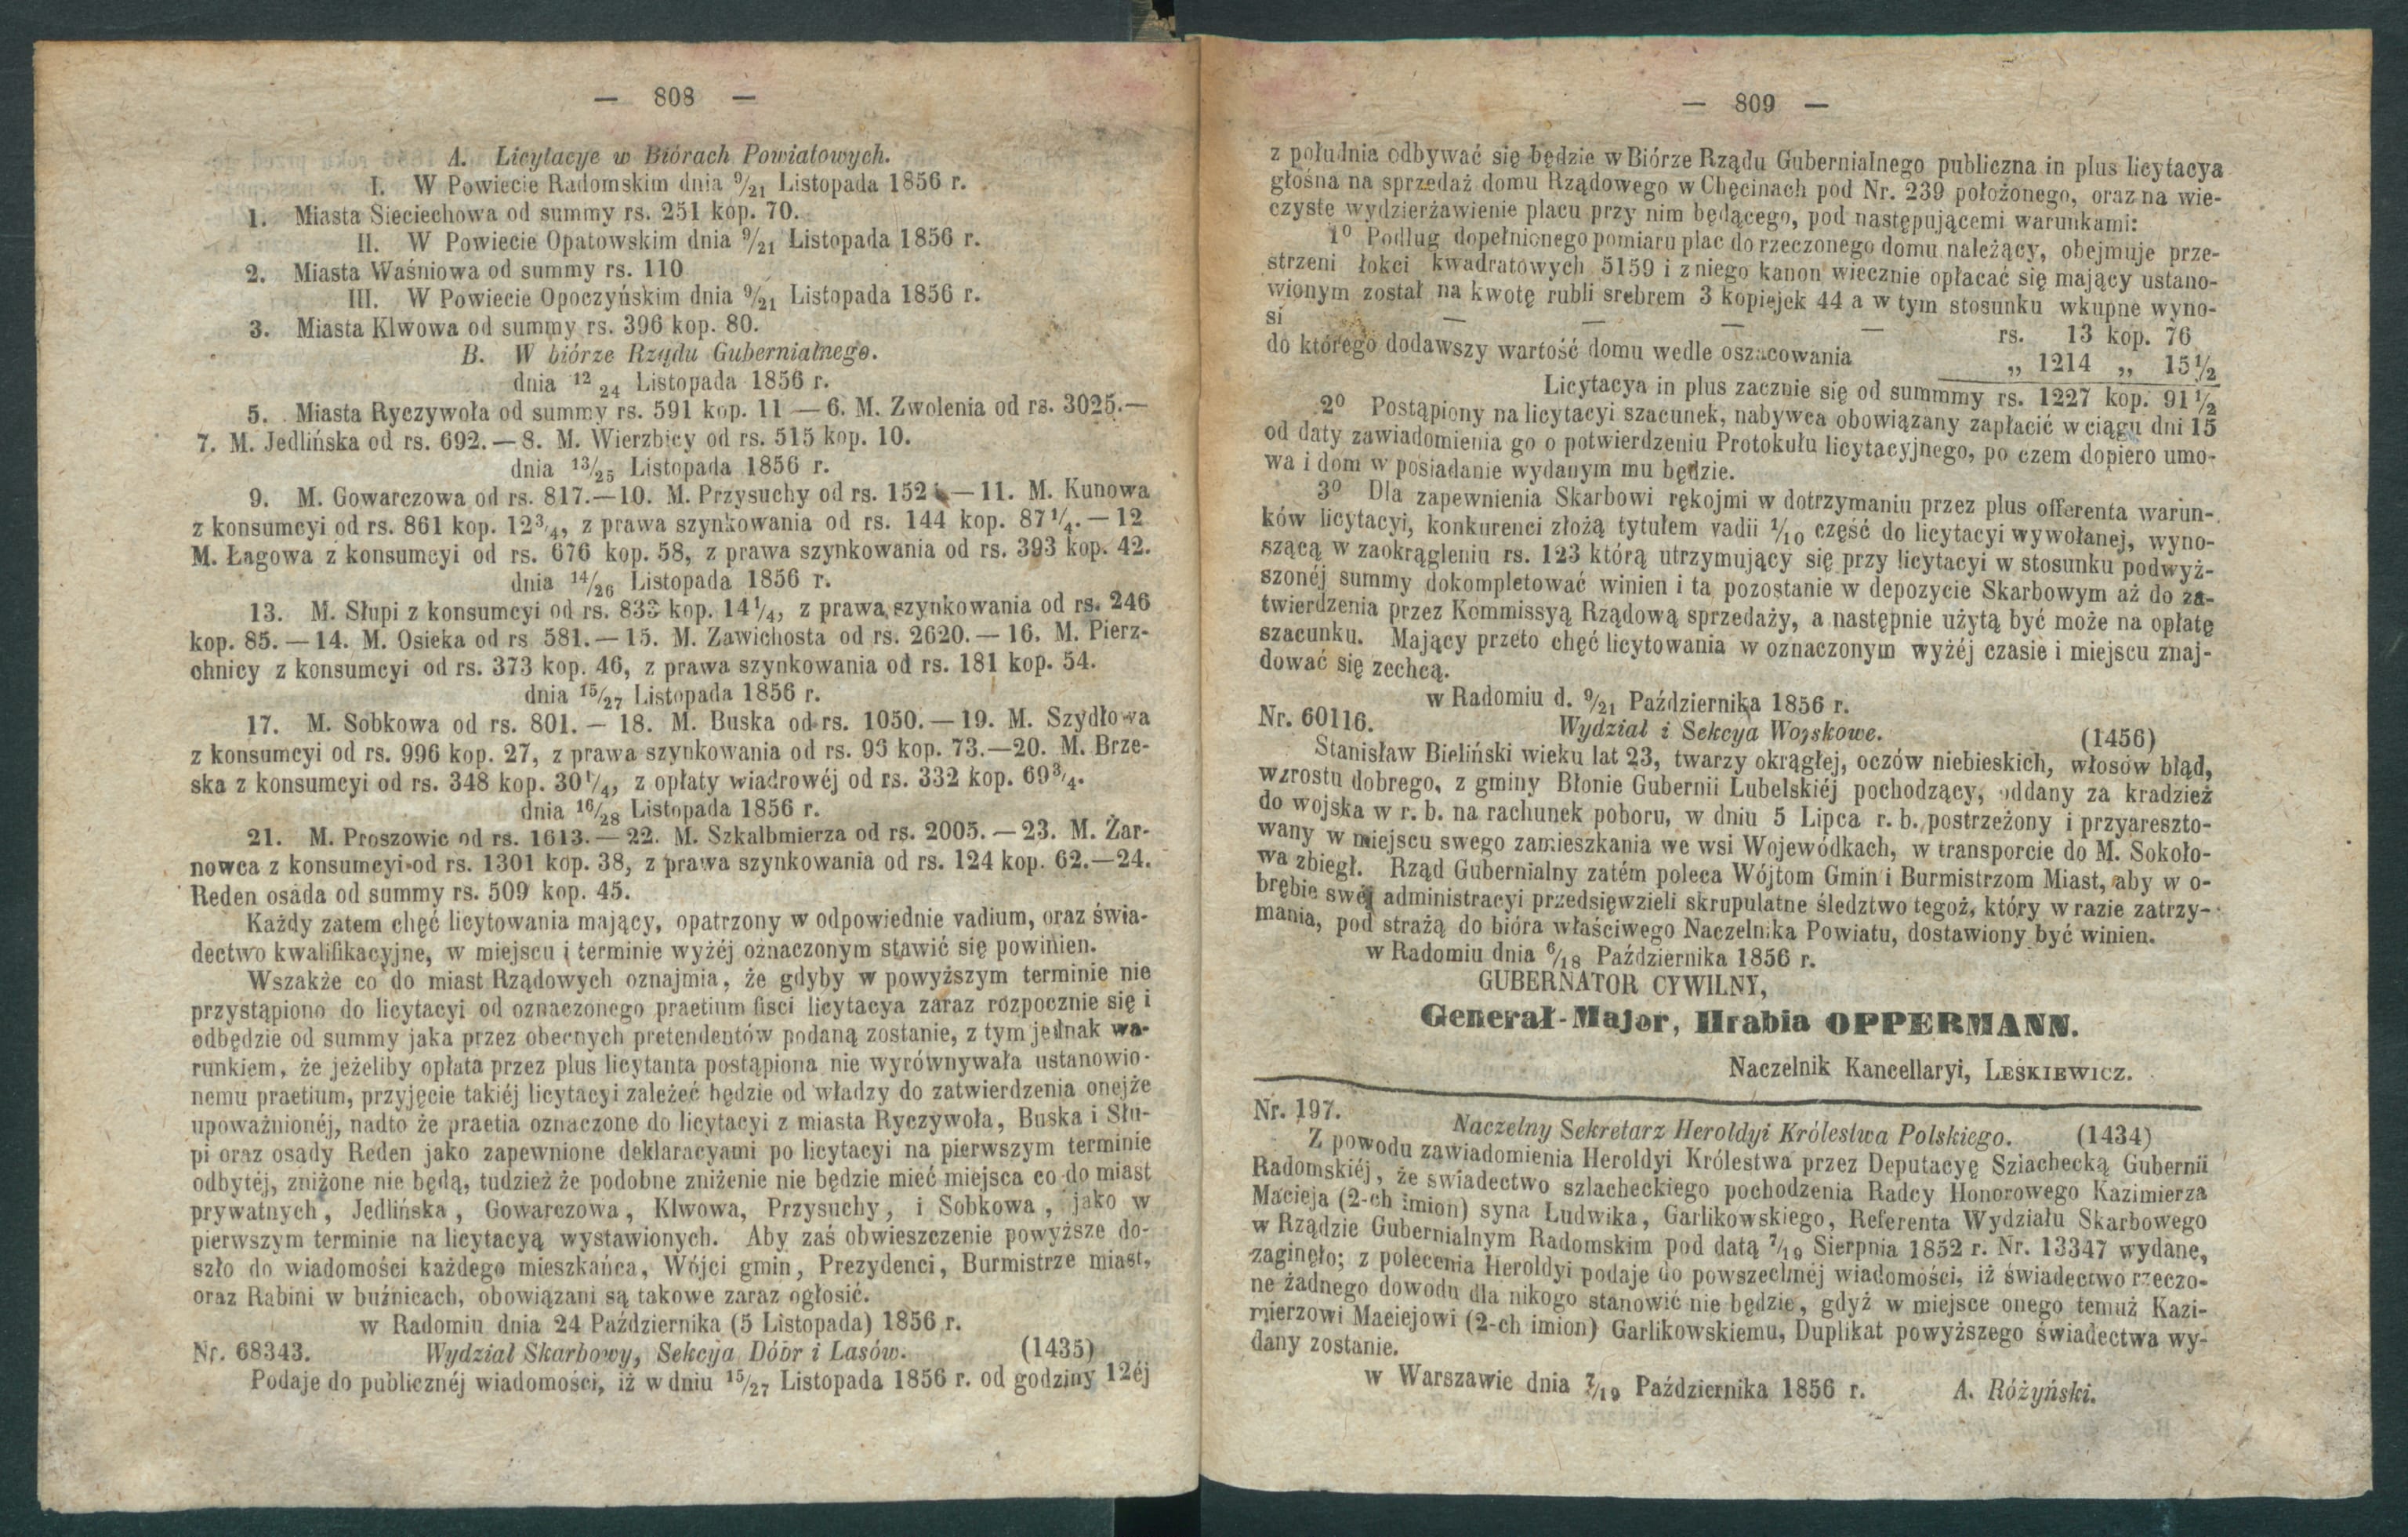 — 808 —
A. Licytacye w Biórach Powiatowych.
I. W Powiecie Radomskim dnia 9/21 Listopada 1856 r.
1. Miasta Sieciechowa od summy rs. 251 kop. 70.
II. W Powiecie Opatowskim dnia 9/21 Listopada 1856 r.
2. Miasta Waśniowa od summy rs. 110
III. W Powiecie Opoczyńskim dnia 9/21 Listopada 1856 r.
3. Miasta Klwowa od summy rs. 396 kop. 80.
B. W biórze Rządu Gubernialnego.
dnia 12 24 Listopada 1856 r.
5. Miasta Ryczywoła od summy rs. 591 kop. 11 — 6. M. Zwolenia od rs. 3025.—
7. M. Jedlińska od rs. 692. — 8. M. Wierzbicy od rs. 515 kop. 10.
dnia 13/25 Listopada 1856 r.
9. M. Gowarczowa od rs. 817.—10. M. Przysuchy od rs. — 11. M. Kunowa
z konsumcyi od rs. 861 kop. 12 3/4, z prawa szynkowania od rs. 144 kop. 87 1/4. — 12
M. Łagowa z konsumcyi od rs. 676 kop. 58, z prawa szynkowania od rs. 393 kop. 42.
dnia 14/26 Listopada 1856 r.
13. M. Słupi z konsumcyi od rs. 833 kop. 14 1/4, z prawa szynkowania od rs. 246
kop. 85. — 14. M. Osieka od rs 581. — 15. M. Zawichosta od rs. 2620. — 16. M. Pierz-
chnicy z konsumcyi od rs. 373 kop. 46, z prawa szynkowania od rs. 181 kop. 54.
dnia 15/27 Listopada 1856 r.
17. M. Sobkowa od rs. 801. — 18. M. Buska od rs. 1050. — 19. M. Szydłowa
z konsumcyi od rs. 996 kop. 27, z prawa szynkowania od rs. 93 kop. 73.—20. M. Brze-
ska z konsumcyi od rs. 348 kop. 30 1/4, z opłaty wiadrowéj od rs. 332 kop. 69 3/4.
dnia 16/28 Listopada 1856 r.
21. M. Proszowic od rs. 1613. — 22. M. Szkalbmierza od rs. 2005. — 23. M. Żar-
nowca z konsumcyi od rs. 1301 kop. 38, z prawa szynkowania od rs. 124 kop. 62.—24.
Reden osada od summy rs. 509 kop. 45.
Każdy zatem chęć licytowania mający, opatrzony w odpowiednie vadium, oraz świa-
dectwo kwalifikacyjne, w miejscu i terminie wyżéj oznaczonym stawić się powinien.
Wszakże co do miast Rządowych oznajmia, że gdyby w powyższym terminie nie
przystąpiono do licytacyi od oznaczonego praetium fisci licytacya zaraz rozpocznie się i
odbędzie od summy jaka przez obecnych pretendentów podaną zostanie, z tym jednak wa-
runkiem, że jeżeliby opłata przez plus licytanta postąpiona nie wyrównywała ustanowio-
nemu praetium, przyjęcie takiéj licytacyi zależeć będzie od władzy do zatwierdzenia onejże
upoważnionéj, nadto że praetia oznaczone do licytacyi z miasta Ryczywoła, Buska i Słu-
pi oraz osady Reden jako zapewnione deklaracyami po licytacyi na pierwszym terminie
odbytéj, zniżone nie będą, tudzież że podobne zniżenie nie będzie mieć miejsca co do miast
prywatnych, Jedlińska, Gowarczowa, Klwowa, Przysuchy, i Sobkowa, jako w
pierwszym terminie na licytacyą wystawionych. Aby zaś obwieszczenie powyższe do-
szło do wiadomości każdego mieszkańca, Wójci gmin, Prezydenci, Burmistrze miast,
oraz Rabini w buźnicach, obowiązani są takowe zaraz ogłosić.
w Radomiu dnia 24 Października (5 Listopada) 1856 r.
Nr. 68343. Wydział Skarbowy, Sekcya Dóbr i Lasów. (1435)
Podaje do publicznéj wiadomości, iż w dniu 15/27 Listopada 1856 r. od godziny 12éj
— 809 —
z południa odbywać się będzie w Biórze Rządu Gubernialnego publiczna in plus licytacya
głośna na sprzedaż domu Rządowego w Chęcinach pod Nr. 239 położonego, oraz na wie-
czyste wydzierżawienie placu przy nim będącego, pod następującemi warunkami:
1° Podług dopełnionego pomiaru plac do rzeczonego domu należący, obejmuje prze-
strzeni łokci kwadratowych 5159 i z niego kanon wiecznie opłacać się mający ustano-
wionym został na kwotę rubli srebrem 3 kopiejek 44 a w tym stosunku wkupne wyno-
si — — — — rs. 13 kop. 76
do którego dodawszy wartość domu wedle oszacowania „ 1214 „ 15 1/2
Licytacya in plus zacznie się od summmy rs. 1227 kop. 91 1/2
2° Postąpiony na licytacyi szacunek, nabywca obowiązany zapłacić w ciągu dni 15
od daty zawiadomienia go o potwierdzeniu Protokułu licytacyjnego, po czem dopiero umo-
wa i dom w posiadanie wydanym mu będzie.
3° Dla zapewnienia Skarbowi rękojmi w dotrzymaniu przez plus offerenta warun-
ków licytacyi, konkurenci złożą tytułem vadii 1/10 część do licytacyi wywołanej, wyno-
szącą w zaokrągleniu rs. 123 którą utrzymujący się przy licytacyi w stosunku podwyż-
szonéj summy dokompletować winien i ta pozostanie w depozycie Skarbowym aż do za-
twierdzenia przez Kommissyą Rządową sprzedaży, a następnie użytą być może na opłatę
szacunku. Mający przeto chęć licytowania w oznaczonym wyżéj czasie i miejscu znaj-
dować się zechcą.
w Radomiu d. 9/21 Października 1856 r.
Nr. 60116. Wydział i Sekcya Wojskowe. (1456)
Stanisław Bieliński wieku lat 23, twarzy okrągłej, oczów niebieskich, włosów bląd,
wzrostu dobrego, z gminy Błonie Gubernii Lubelskiéj pochodzący, oddany za kradzież
do wojska w r. b. na rachunek poboru, w dniu 5 Lipca r. b. postrzeżony i przyareszto-
wany w miejscu swego zamieszkania we wsi Wojewódkach, w transporcie do M. Sokoło-
wa zbiegł. Rząd Gubernialny zatém poleca Wójtom Gmin i Burmistrzom Miast, aby w o-
brębie swéj administracyi przedsięwzieli skrupulatne śledztwo tegoż, który w razie zatrzy-
mania, pod strażą do bióra właściwego Naczelnika Powiatu, dostawiony być winien.
w Radomiu dnia 6/18 Października 1856 r.
GUBERNATOR CYWILNY,
Generał-Major, Hrabia OPPERMANN.
Naczelnik Kancellaryi, LEŚKIEWICZ.
Nr. 197. Naczelny Sekretarz Heroldyi Królestwa Polskiego. (1434)
Z powodu zawiadomienia Heroldyi Królestwa przez Deputacyę Szlachecką Gubernii
Radomskiéj, że świadectwo szlacheckiego pochodzenia Radcy Honorowego Kazimierza
Macieja (2-ch imion) syna Ludwika, Garlikowskiego, Referenta Wydziału Skarbowego
w Rządzie Gubernialnym Radomskim pod datą 7/19 Sierpnia 1852 r. Nr. 13347 wydane,
zaginęło; z polecenia Heroldyi podaje do powszechnéj wiadomości, iż świadectwo rzeczo-
ne żadnego dowodu dla nikogo stanowić nie będzie, gdyż w miejsce onego temuż Kazi-
mierzowi Maciejowi (2-ch imion) Garlikowskiemu, Duplikat powyższego świadectwa wy-
dany zostanie.
w Warszawie dnia 7/19 Października 1856 r. A. Różyński.